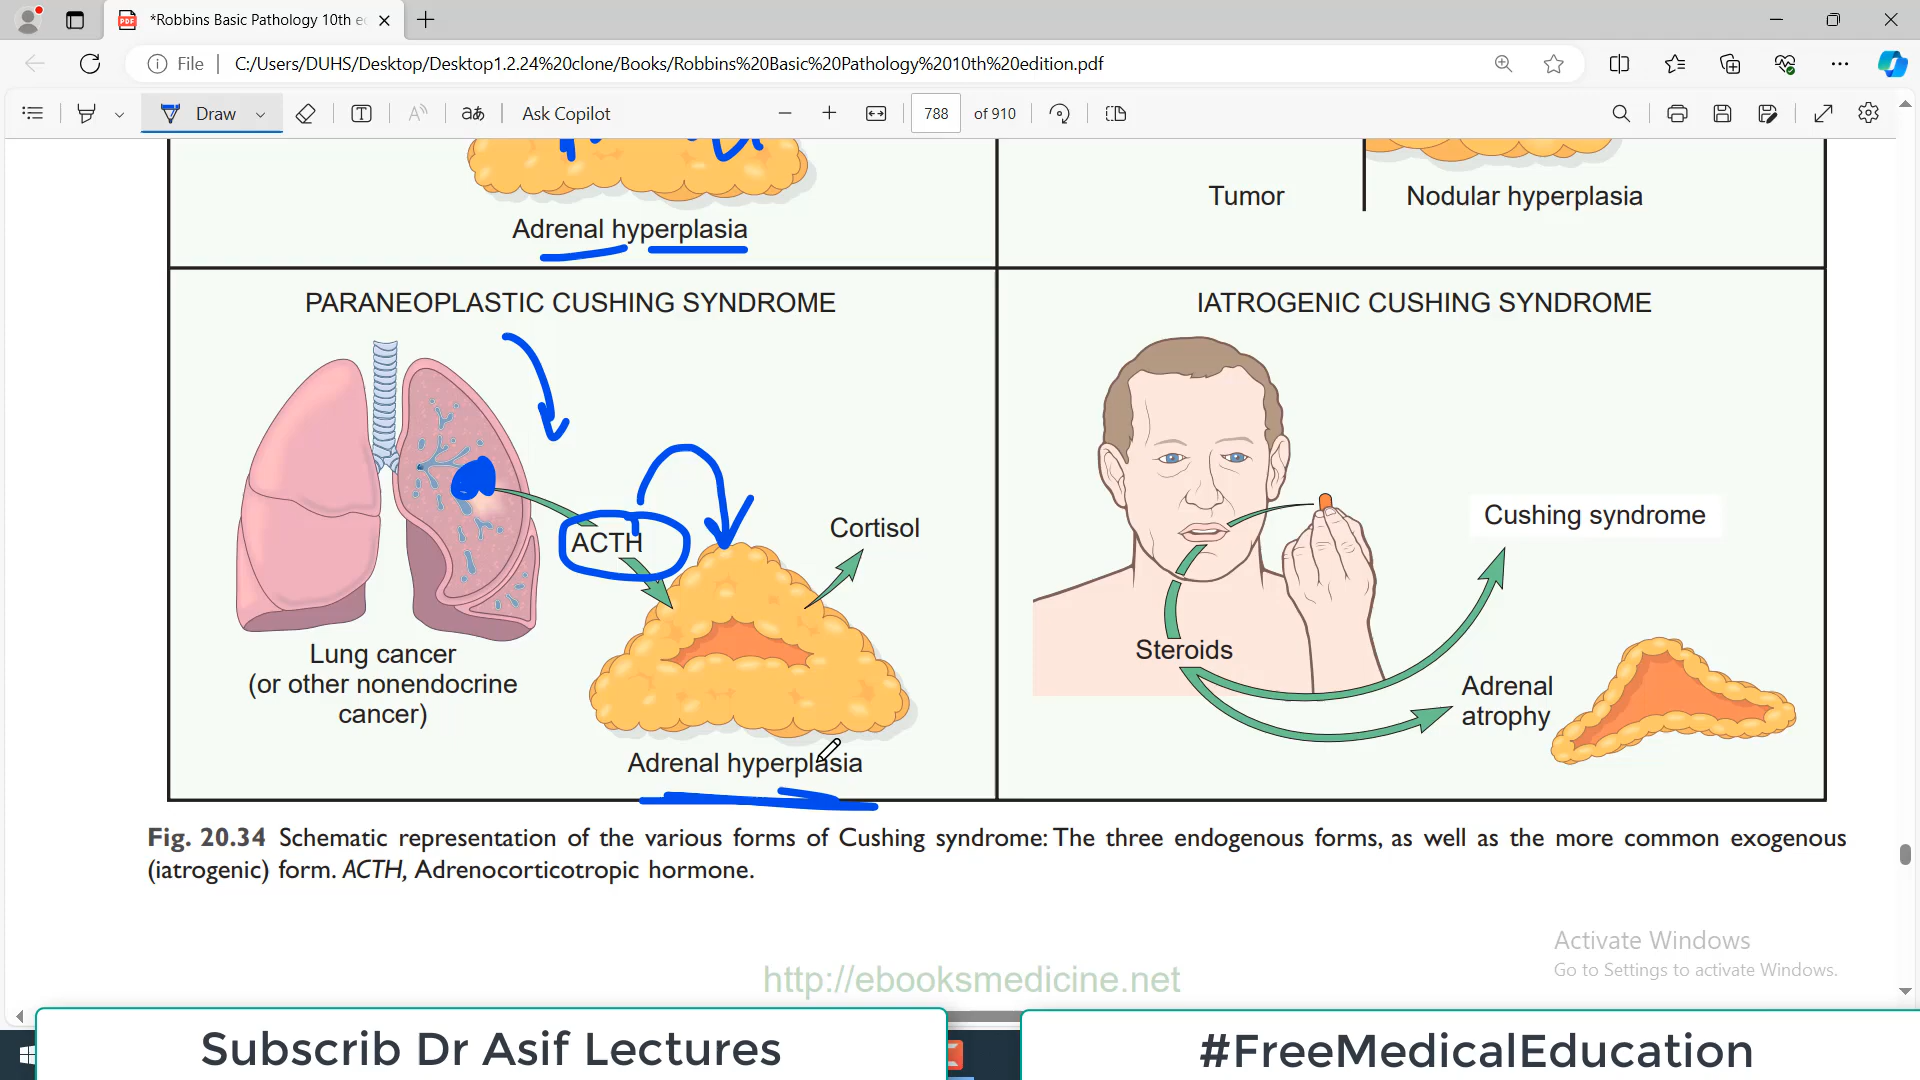 *Robbins Basic Pathology 10th e
File
C:/Users/DUHS/Desktop/Desktop1.2.24%20clone/Books/Robbins%20Basic%20Pathology%2010th%20edition.pdf
Draw
Ask Copilot
788 of 910
Adrenal hyperplasia
Tumor
Nodular hyperplasia
PARANEOPLASTIC CUSHING SYNDROME
ACTH
Cortisol
Lung cancer
(or other nonendocrine
cancer)
Adrenal hyperplasia
IATROGENIC CUSHING SYNDROME
Cushing syndrome
Steroids
Adrenal
atrophy
Fig. 20.34 Schematic representation of the various forms of Cushing syndrome: The three endogenous forms, as well as the more common exogenous
(iatrogenic) form. ACTH, Adrenocorticotropic hormone.
Activate Windows
Go to Settings to activate Windows.
http://ebooksmedicine.net
Subscrib Dr Asif Lectures
#FreeMedicalEducation